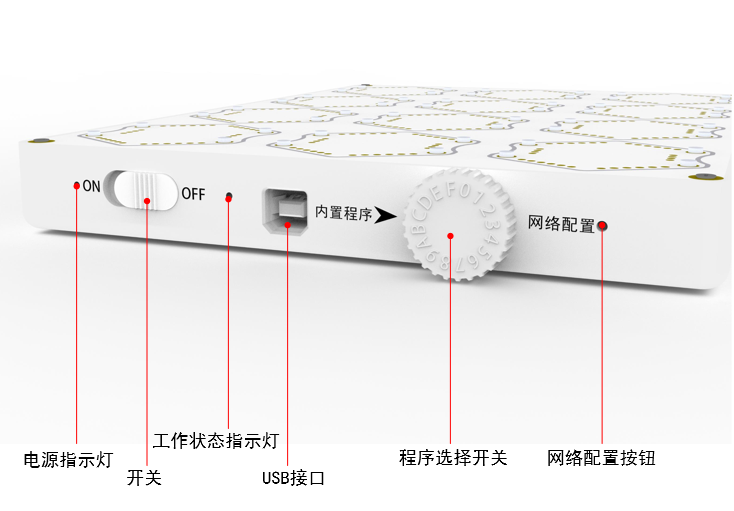 ON
OFF
内置程序
ABCDEF0123456789
网络配置
电源指示灯
开关
工作状态指示灯
USB接口
程序选择开关
网络配置按钮